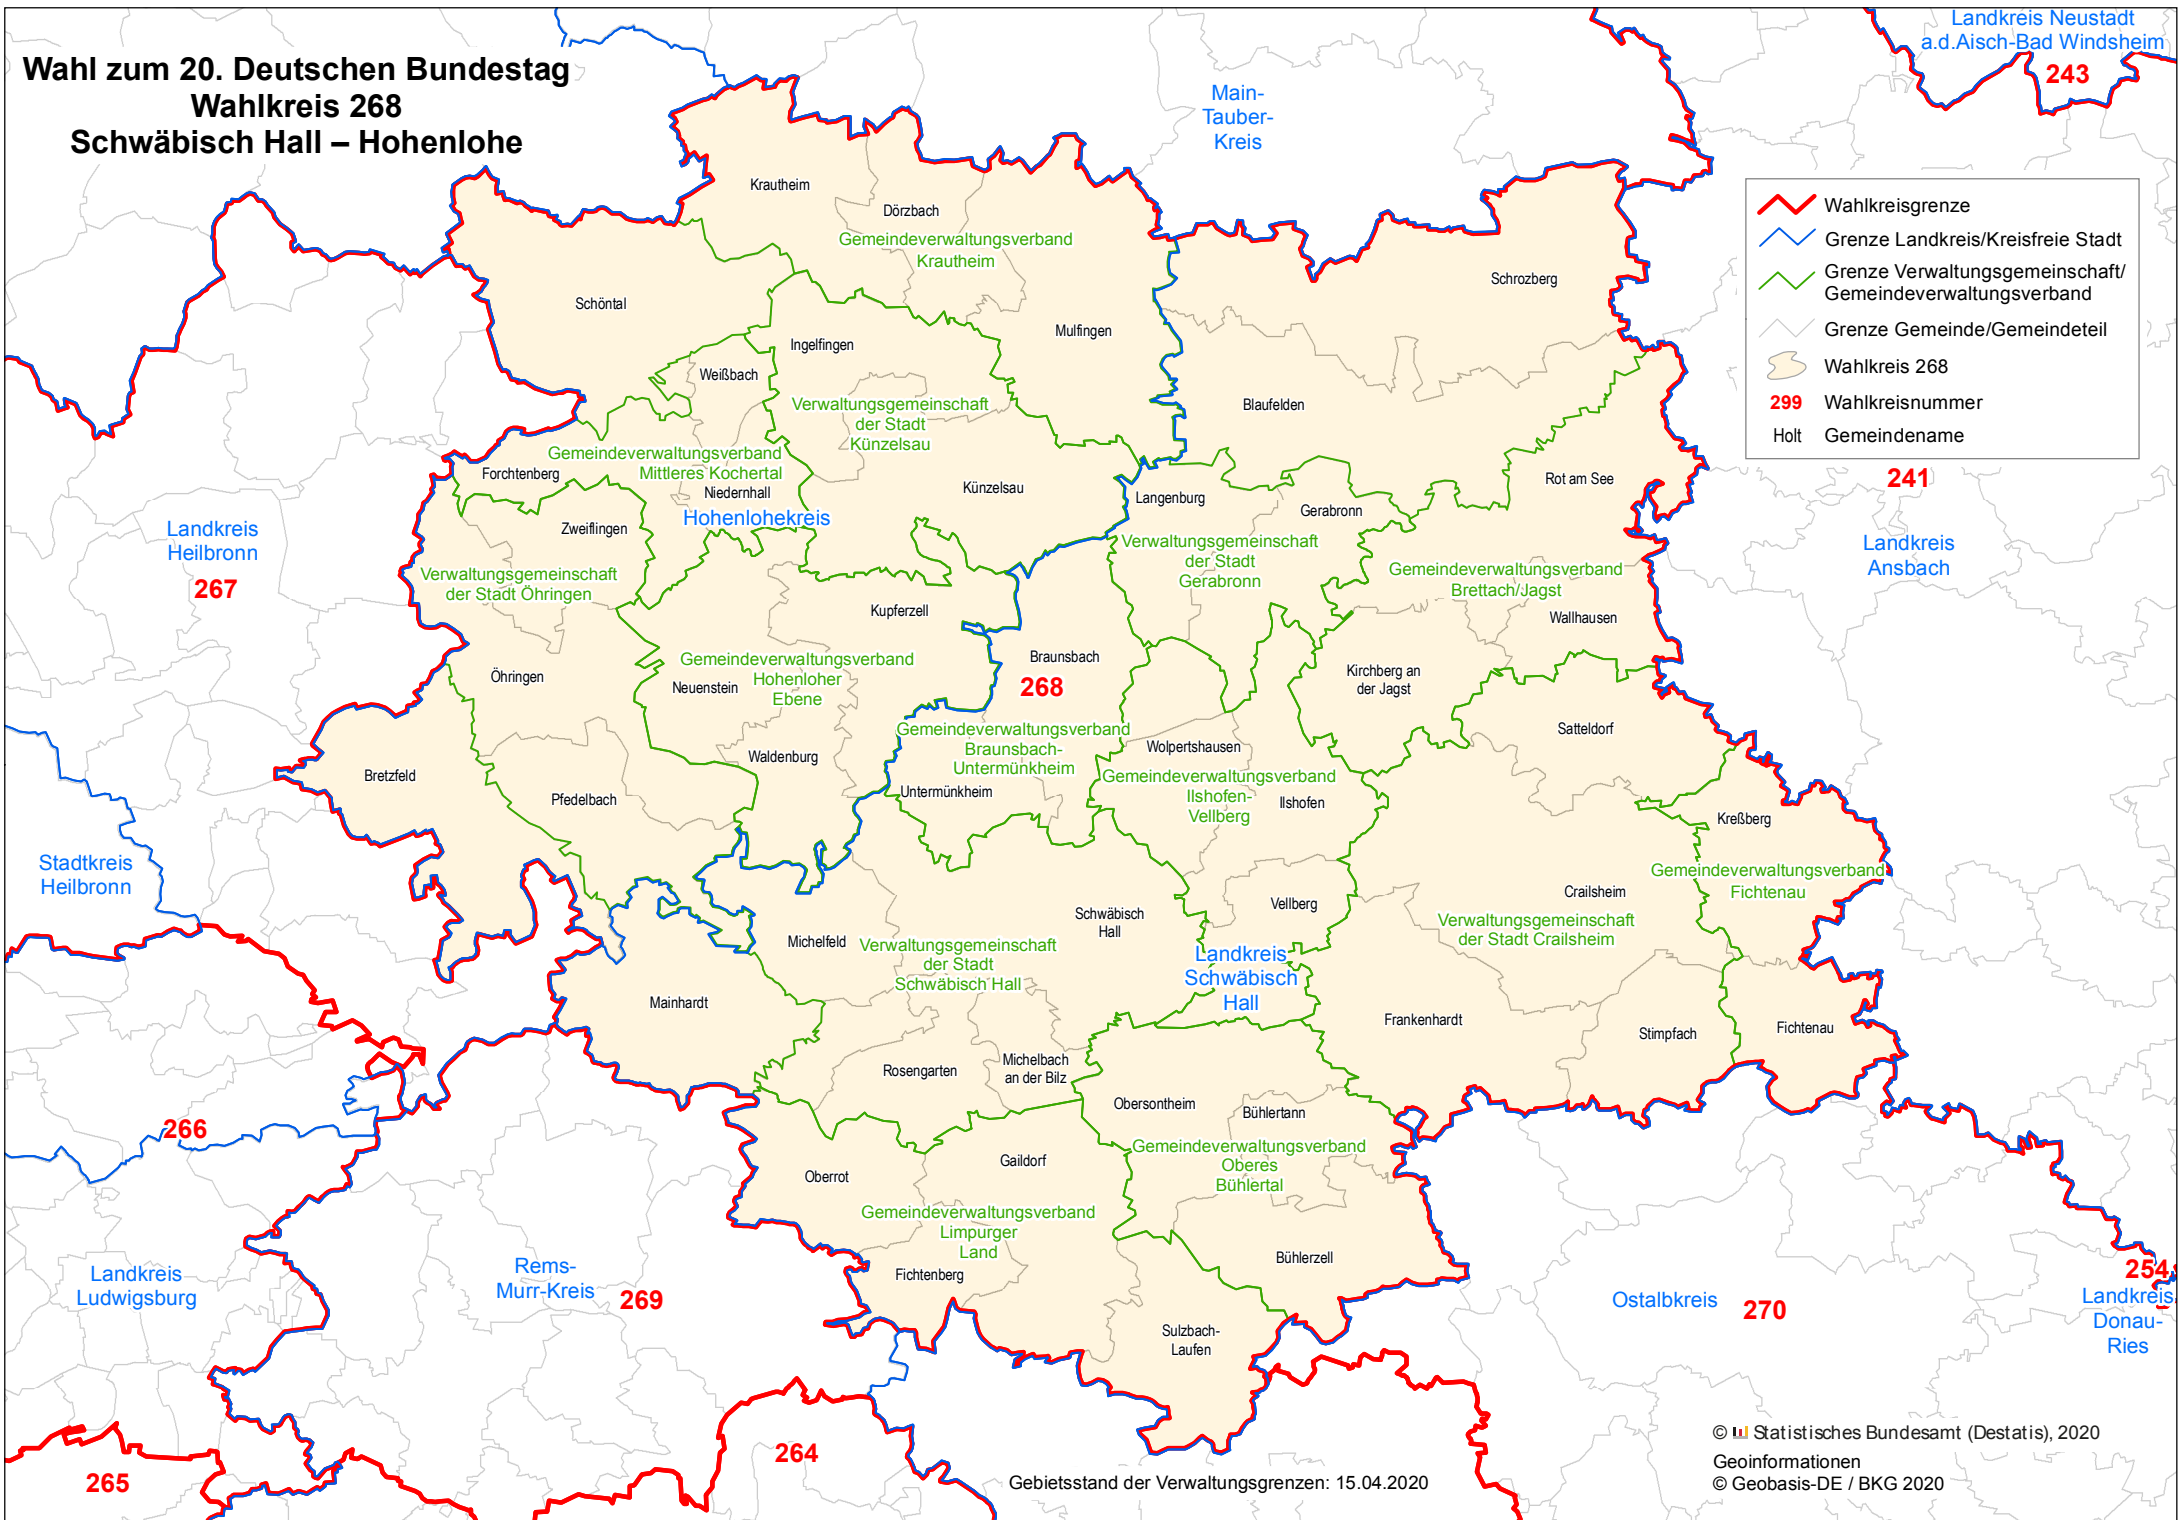 Wahl zum 20. Deutschen Bundestag
Wahlkreis 268
Schwäbisch Hall – Hohenlohe
Landkreis Neustadt
a.d.Aisch-Bad Windsheim
243
Main-
Tauber-
Kreis
Wahlkreisgrenze
Grenze Landkreis/Kreisfreie Stadt
Grenze Verwaltungsgemeinschaft/
Gemeindeverwaltungsverband
Grenze Gemeinde/Gemeindeteil
Wahlkreis 268
299 Wahlkreisnummer
Holt Gemeindename
241
Landkreis
Ansbach
Krautheim
Dörzbach
Gemeindeverwaltungsverband
Krautheim
Schöntal
Mulfingen
Schrozberg
Ingelfingen
Weißbach
Verwaltungsgemeinschaft
der Stadt
Künzelsau
Blaufelden
Gemeindeverwaltungsverband
Mittleres Kochertal
Forchtenberg
Niedernhall
Künzelsau
Hohenlohekreis
Zweiflingen
Langenburg
Gerabronn
Rot am See
Landkreis
Heilbronn
267
Verwaltungsgemeinschaft
der Stadt Öhringen
Verwaltungsgemeinschaft
der Stadt
Gerabronn
Gemeindeverwaltungsverband
Brettach/Jagst
Kupferzell
Wallhausen
Öhringen
Gemeindeverwaltungsverband
Hohenloher
Ebene
Neuenstein
Braunsbach
268
Kirchberg an
der Jagst
Gemeindeverwaltungsverband
Braunsbach-
Untermünkheim
Wolpertshausen
Satteldorf
Bretzfeld
Waldenburg
Untermünkheim
Gemeindeverwaltungsverband
Ilshofen-
Vellberg
Ilshofen
Pfedelbach
Kreßberg
Stadtkreis
Heilbronn
Gemeindeverwaltungsverband
Fichtenau
Crailsheim
Verwaltungsgemeinschaft
der Stadt Crailsheim
Vellberg
Schwäbisch
Hall
Michelfeld
Verwaltungsgemeinschaft
der Stadt
Schwäbisch Hall
Landkreis
Schwäbisch
Hall
Mainhardt
Frankenhardt
Stimpfach
Fichtenau
Rosengarten
Michelbach
an der Bilz
Obersontheim
Bühlertann
266
Gemeindeverwaltungsverband
Oberes
Bühlertal
Oberrot
Gaildorf
Gemeindeverwaltungsverband
Limpurger
Land
Fichtenberg
Bühlerzell
Landkreis
Ludwigsburg
Rems-
Murr-Kreis
269
Sulzbach-
Laufen
Ostalbkreis
270
254
Landkreis
Donau-
Ries
265
264
Gebietsstand der Verwaltungsgrenzen: 15.04.2020
© Statistisches Bundesamt (Destatis), 2020
Geoinformationen
© Geobasis-DE / BKG 2020